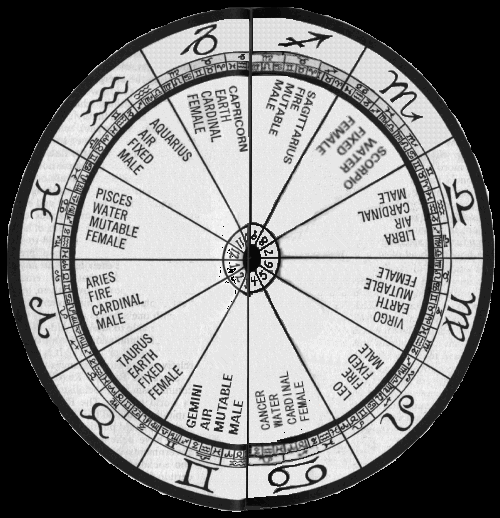 CAPRICORN
EARTH
CARDINAL
FEMALE
SAGITTARIUS
FIRE
MUTABLE
MALE
SCORPIO
WATER
FIXED
FEMALE
LIBRA
AIR
CARDINAL
MALE
VIRGO
EARTH
MUTABLE
FEMALE
LEO
FIRE
FIXED
MALE
CANCER
WATER
CARDINAL
FEMALE
GEMINI
AIR
MUTABLE
MALE
TAURUS
EARTH
FIXED
FEMALE
ARIES
FIRE
CARDINAL
MALE
PISCES
WATER
MUTABLE
FEMALE
AQUARIUS
AIR
FIXED
MALE